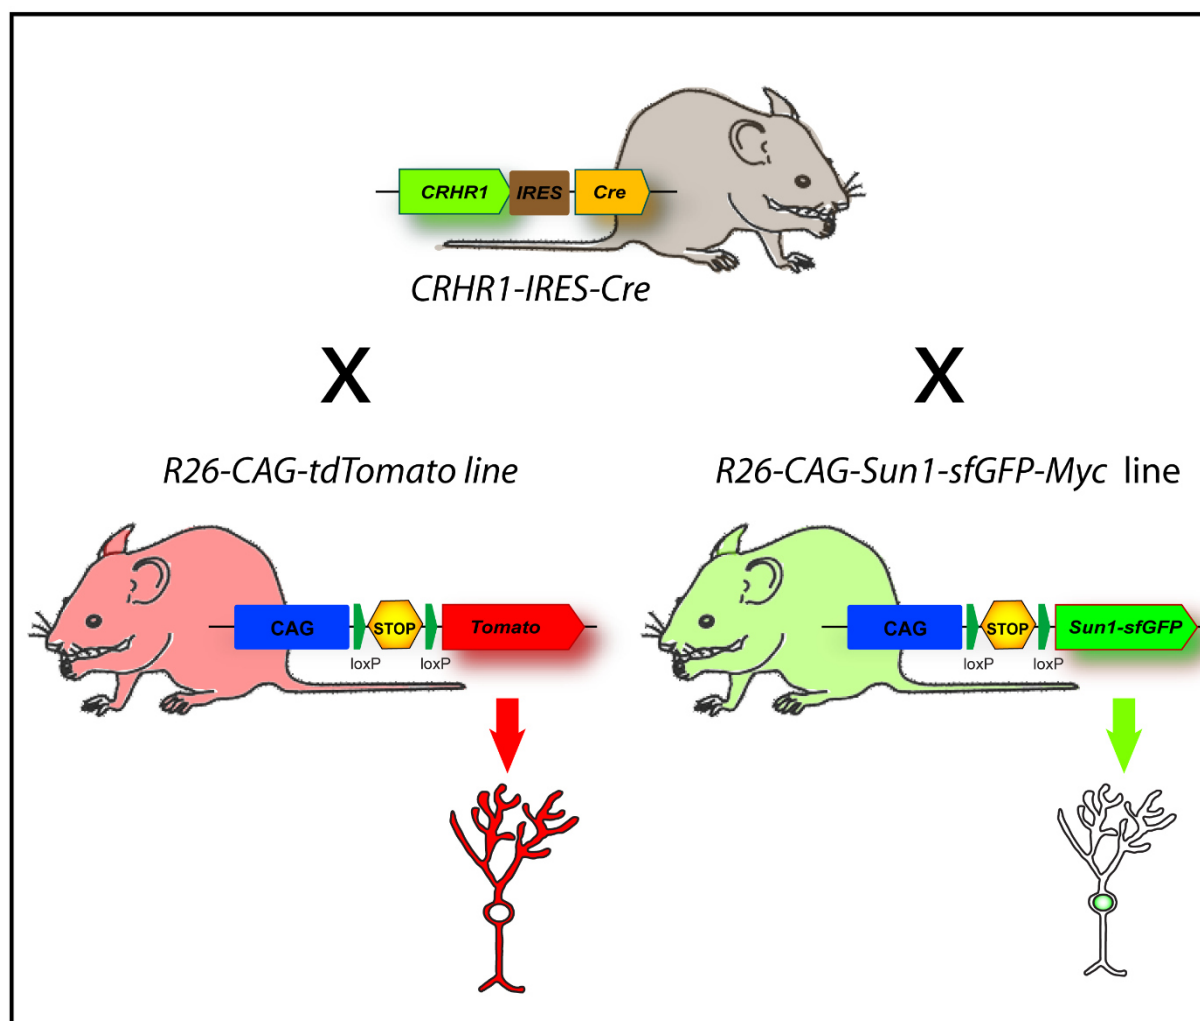 CRHR1 IRES Cre
CRHR1-IRES-Cre
X X
R26-CAG-tdTomato line
R26-CAG-Sun1-sfGFP-Myc line
CAG STOP Tomato
loxP loxP
CAG STOP Sun1-sfGFP
loxP loxP